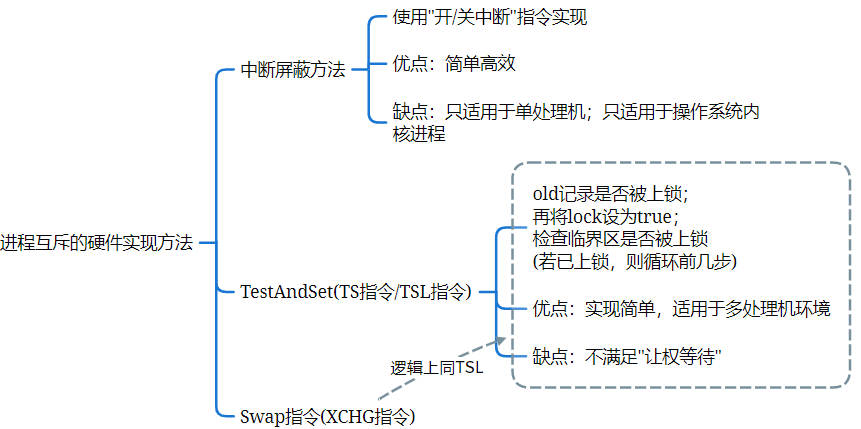 使用"开/关中断"指令实现
中断屏蔽方法
优点：简单高效
缺点：只适用于单处理机；只适用于操作系统内
核进程
old记录是否被上锁；
再将lock设为true；
检查临界区是否被上锁
(若已上锁，则循环前几步)
进程互斥的硬件实现方法
TestAndSet(TS指令/TSL指令)
优点：实现简单，适用于多处理机环境
缺点：不满足"让权等待"
逻辑上同TSL
Swap指令(XCHG指令)